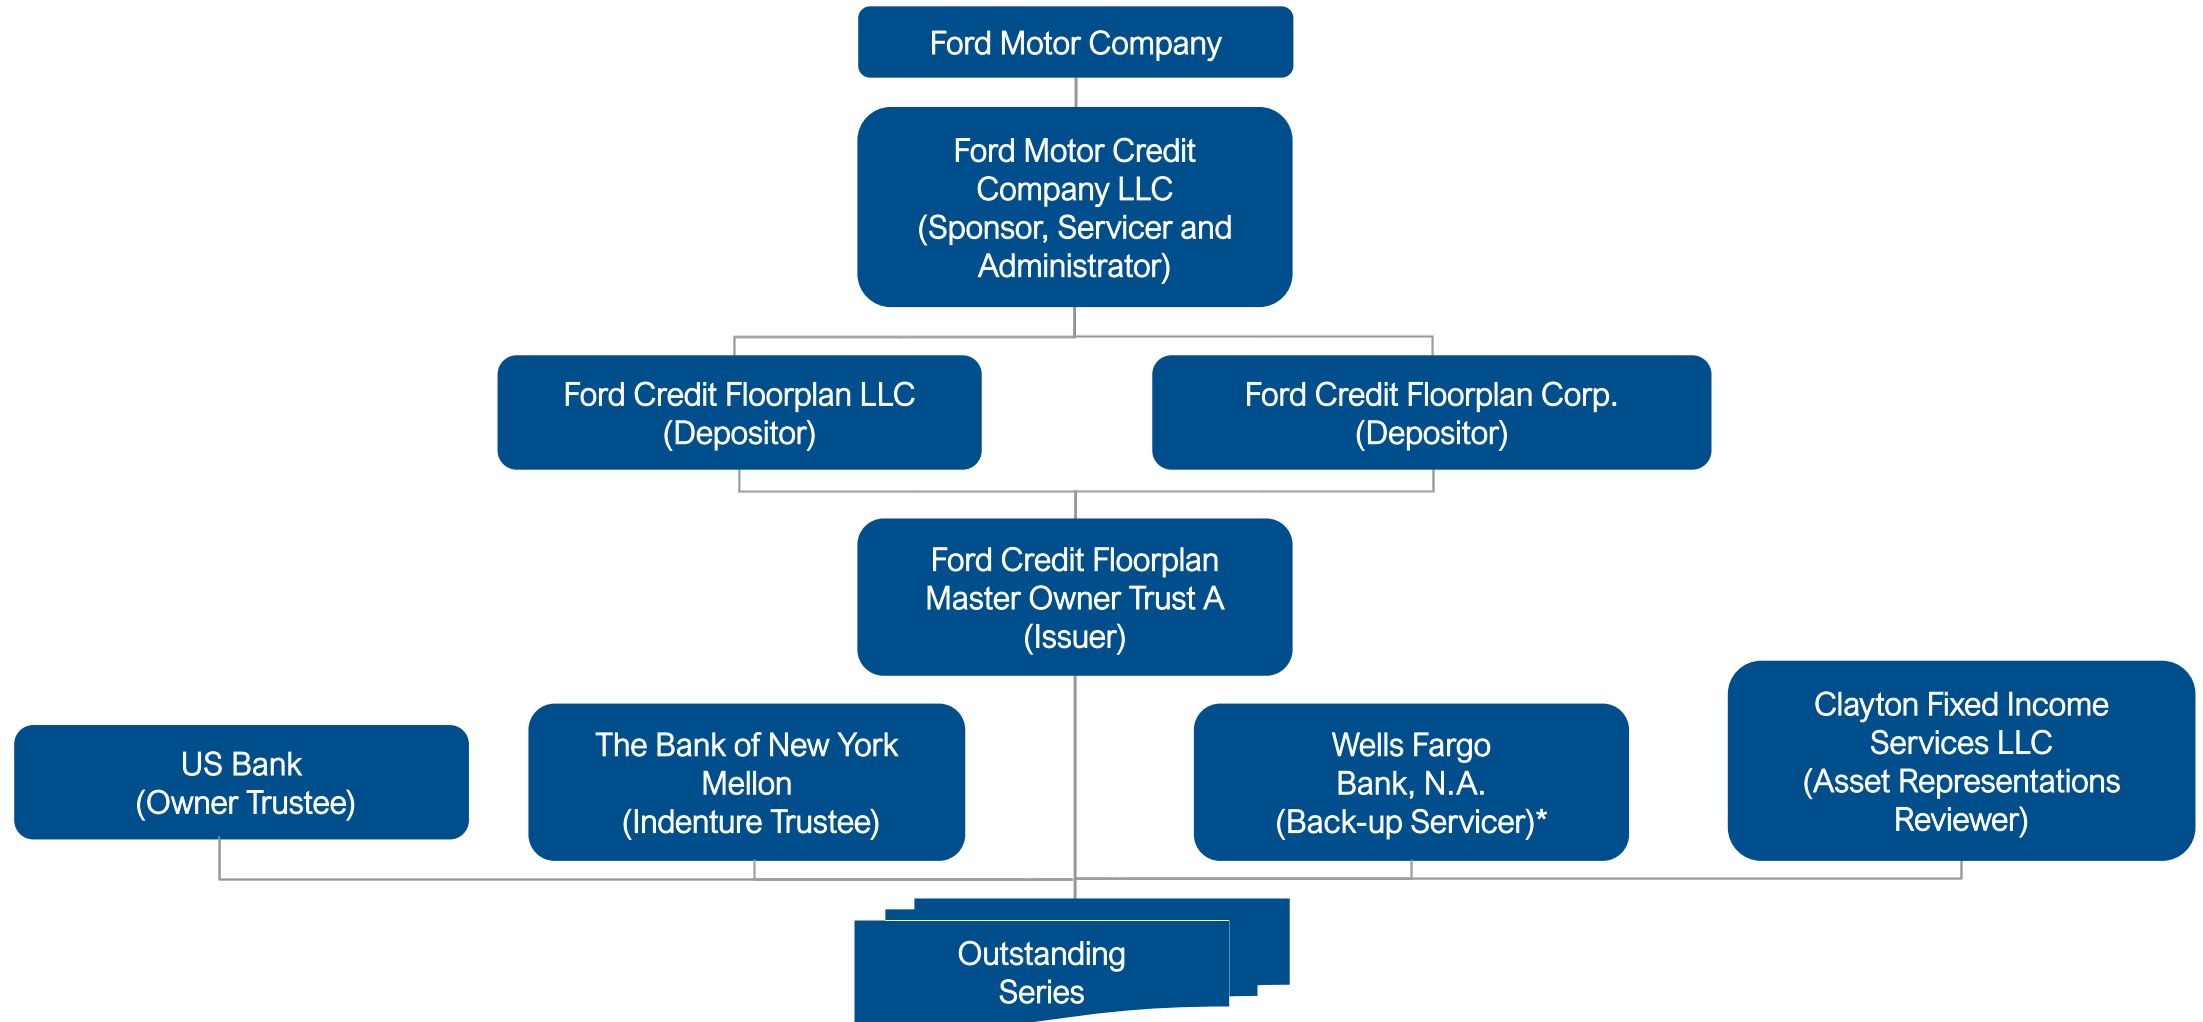 Ford Motor Company
Ford Motor Credit
Company LLC
(Sponsor, Servicer and
Administrator)
Ford Credit Floorplan LLC
(Depositor)
Ford Credit Floorplan Corp.
(Depositor)
Ford Credit Floorplan
Master Owner Trust A
(Issuer)
US Bank
(Owner Trustee)
The Bank of New York
Mellon
(Indenture Trustee)
Wells Fargo
Bank, N.A.
(Back-up Servicer)*
Clayton Fixed Income
Services LLC
(Asset Representations
Reviewer)
Outstanding
Series